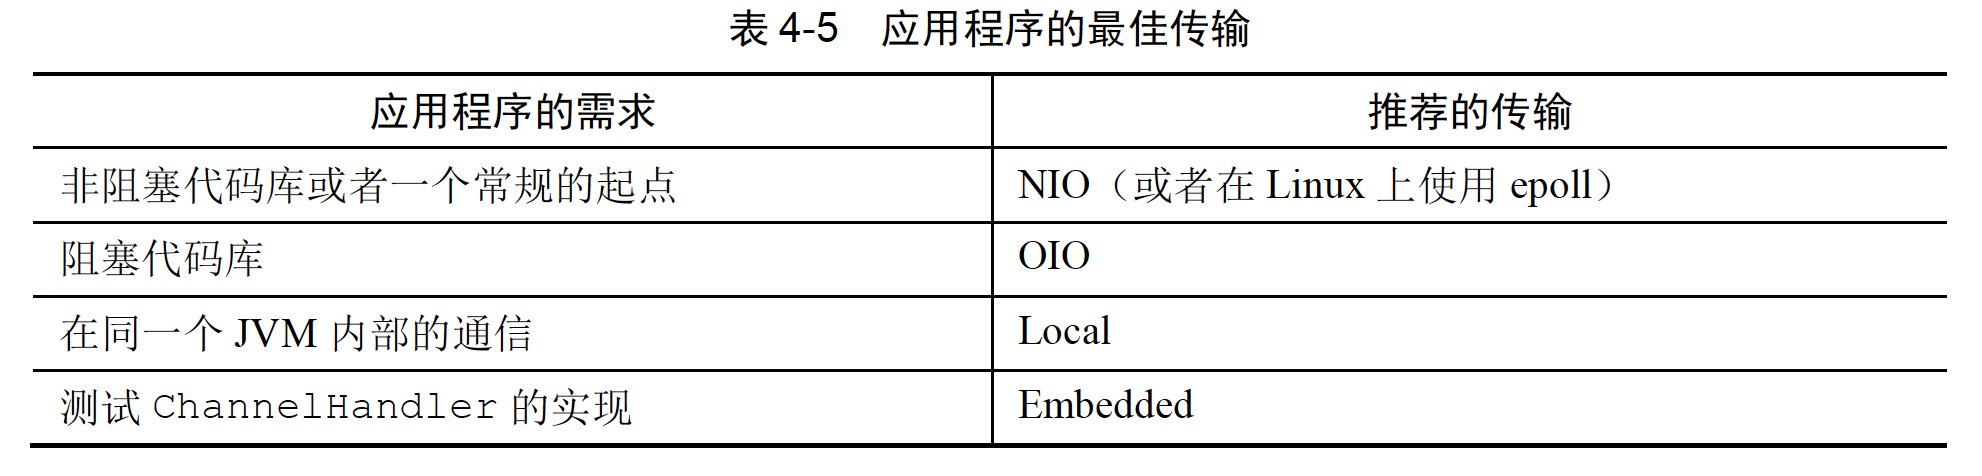 表 4-5 应用程序的最佳传输
应用程序的需求 推荐的传输
非阻塞代码库或者一个常规的起点 NIO（或者在 Linux 上使用 epoll）
阻塞代码库 OIO
在同一个 JVM 内部的通信 Local
测试 ChannelHandler 的实现 Embedded